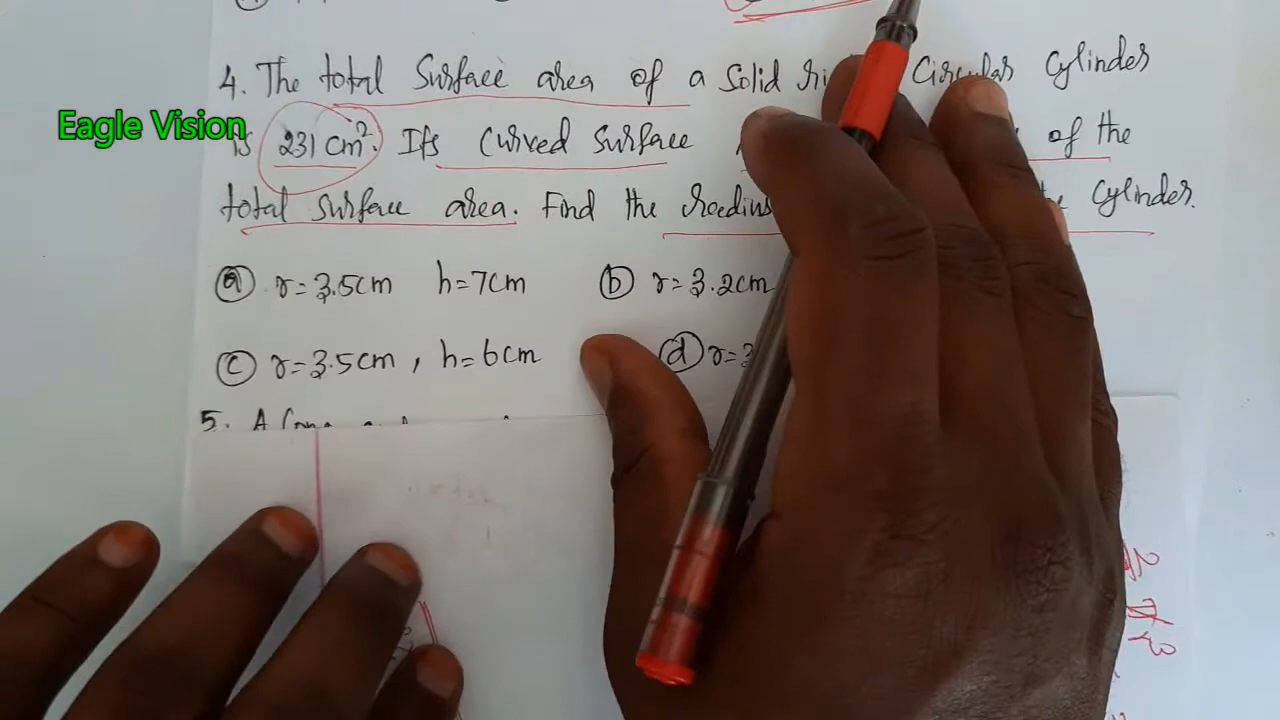 4. The total Surface area of a Solid Circular Cylinder
Eagle Vision
is 231 cm². Its Curved Surface of the
total surface area. Find the radius Cylinder.
ⓐ r=3.5cm h=7cm ⓑ r=3.2cm
ⓒ r=3.5cm, h=6cm ⓓ r=3
5. A